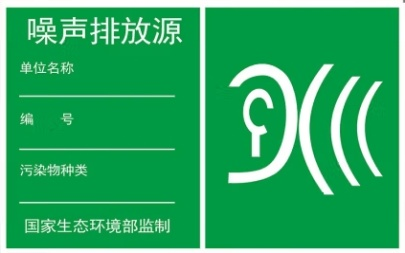 噪声排放源
单位名称
编　　号
污染物种类
国家生态环境部监制